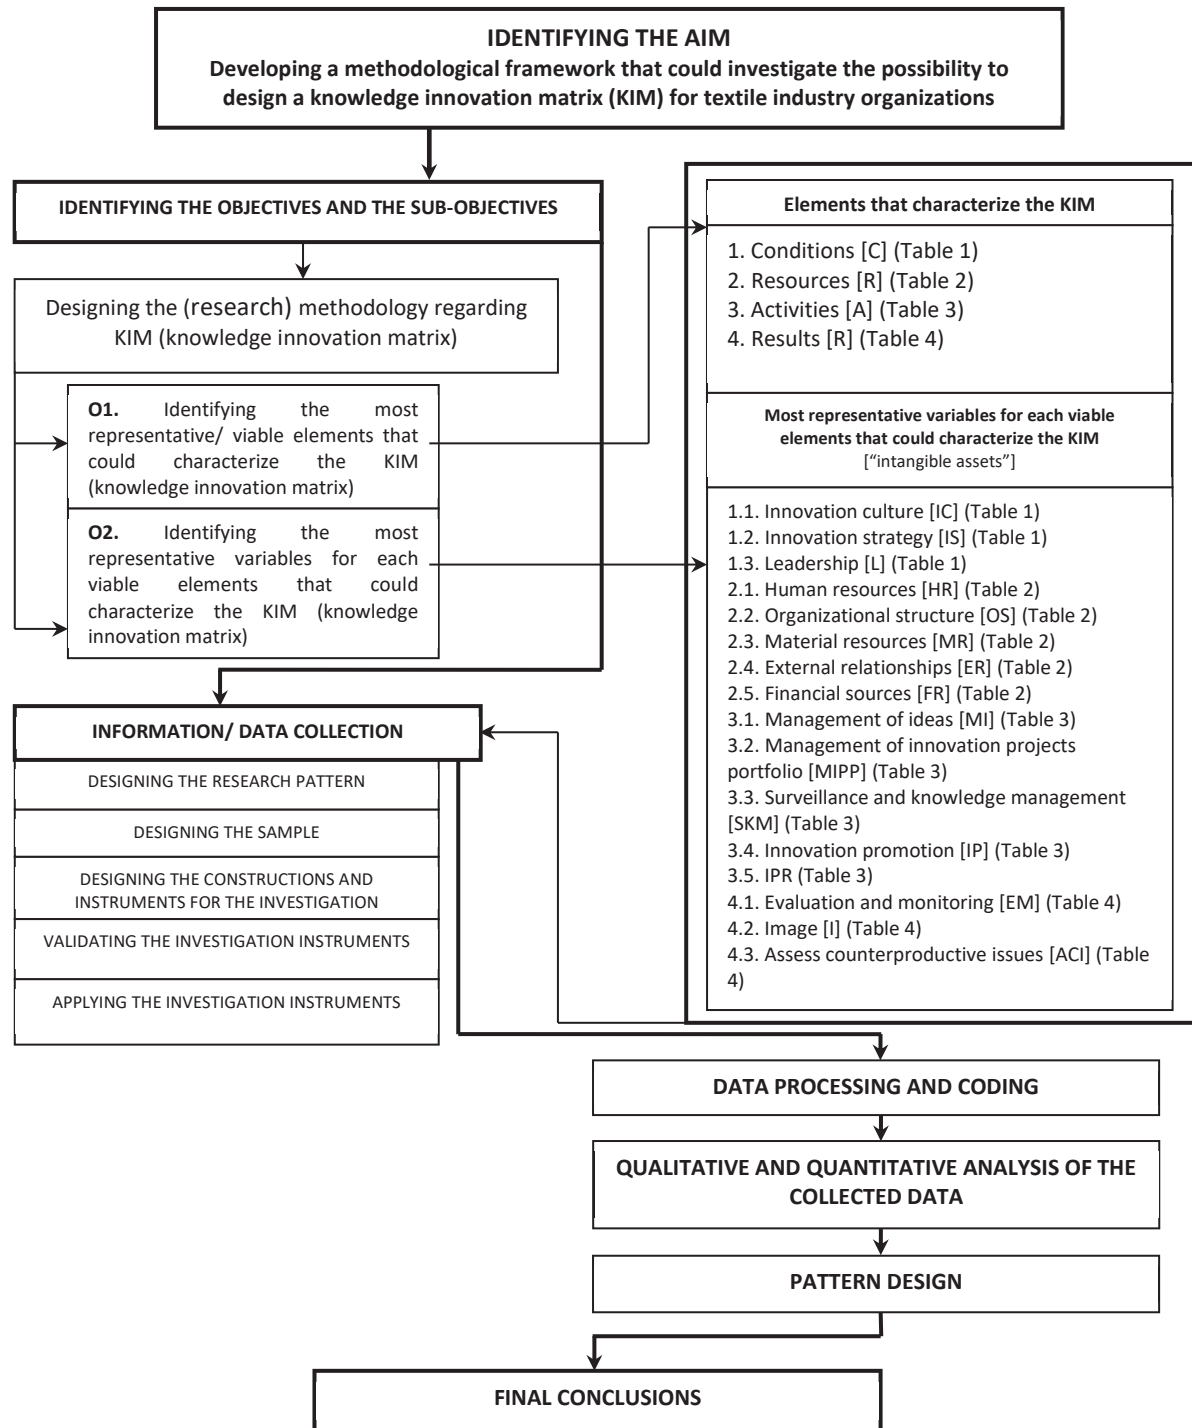 IDENTIFYING THE AIM
Developing a methodological framework that could investigate the possibility to
design a knowledge innovation matrix (KIM) for textile industry organizations
IDENTIFYING THE OBJECTIVES AND THE SUB-OBJECTIVES
Designing the (research) methodology regarding
KIM (knowledge innovation matrix)
O1. Identifying the most
representative/ viable elements that
could characterize the KIM
(knowledge innovation matrix)
O2. Identifying the most
representative variables for each
viable elements that could
characterize the KIM (knowledge
innovation matrix)
Elements that characterize the KIM
1. Conditions [C] (Table 1)
2. Resources [R] (Table 2)
3. Activities [A] (Table 3)
4. Results [R] (Table 4)
Most representative variables for each viable
elements that could characterize the KIM
["intangible assets”]
1.1. Innovation culture [IC] (Table 1)
1.2. Innovation strategy [IS] (Table 1)
1.3. Leadership [L] (Table 1)
2.1. Human resources [HR] (Table 2)
2.2. Organizational structure [OS] (Table 2)
2.3. Material resources [MR] (Table 2)
2.4. External relationships [ER] (Table 2)
2.5. Financial sources [FR] (Table 2)
3.1. Management of ideas [MI] (Table 3)
3.2. Management of innovation projects
portfolio [MIPP] (Table 3)
3.3. Surveillance and knowledge management
[SKM] (Table 3)
3.4. Innovation promotion [IP] (Table 3)
3.5. IPR (Table 3)
4.1. Evaluation and monitoring [EM] (Table 4)
4.2. Image [I] (Table 4)
4.3. Assess counterproductive issues [ACI] (Table
4)
INFORMATION/ DATA COLLECTION
DESIGNING THE RESEARCH PATTERN
DESIGNING THE SAMPLE
DESIGNING THE CONSTRUCTIONS AND
INSTRUMENTS FOR THE INVESTIGATION
VALIDATING THE INVESTIGATION INSTRUMENTS
APPLYING THE INVESTIGATION INSTRUMENTS
DATA PROCESSING AND CODING
QUALITATIVE AND QUANTITATIVE ANALYSIS OF THE
COLLECTED DATA
PATTERN DESIGN
FINAL CONCLUSIONS